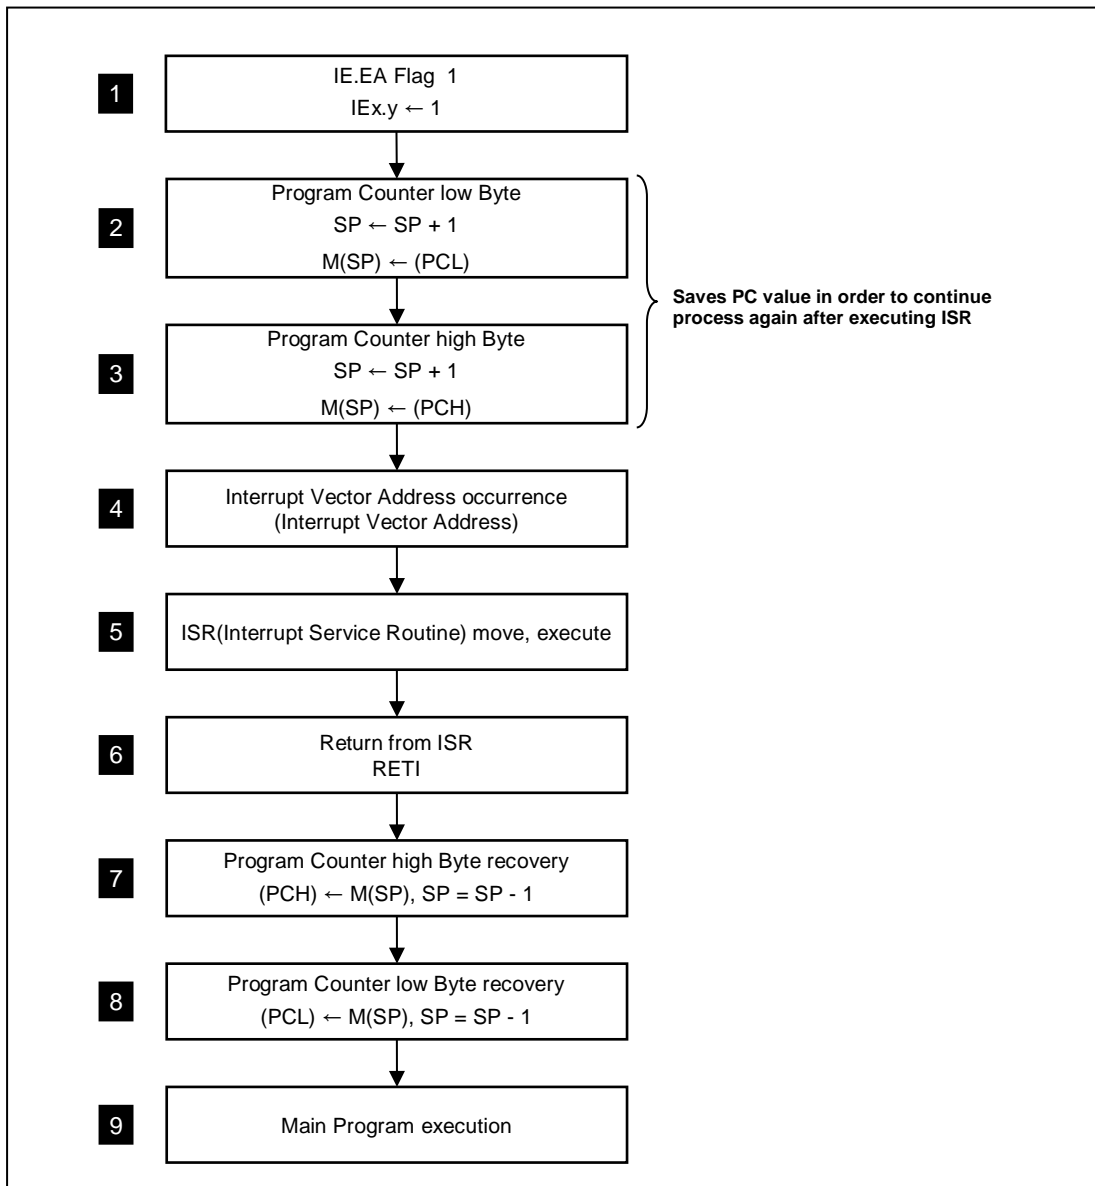 1
IE.EA Flag  1
IEx.y ← 1
2
Program Counter low Byte
SP ← SP + 1
M(SP) ← (PCL)
Saves PC value in order to continue
process again after executing ISR
3
Program Counter high Byte
SP ← SP + 1
M(SP) ← (PCH)
4
Interrupt Vector Address occurrence
(Interrupt Vector Address)
5
ISR(Interrupt Service Routine) move, execute
6
Return from ISR
RETI
7
Program Counter high Byte recovery
(PCH) ← M(SP), SP = SP - 1
8
Program Counter low Byte recovery
(PCL) ← M(SP), SP = SP - 1
9
Main Program execution